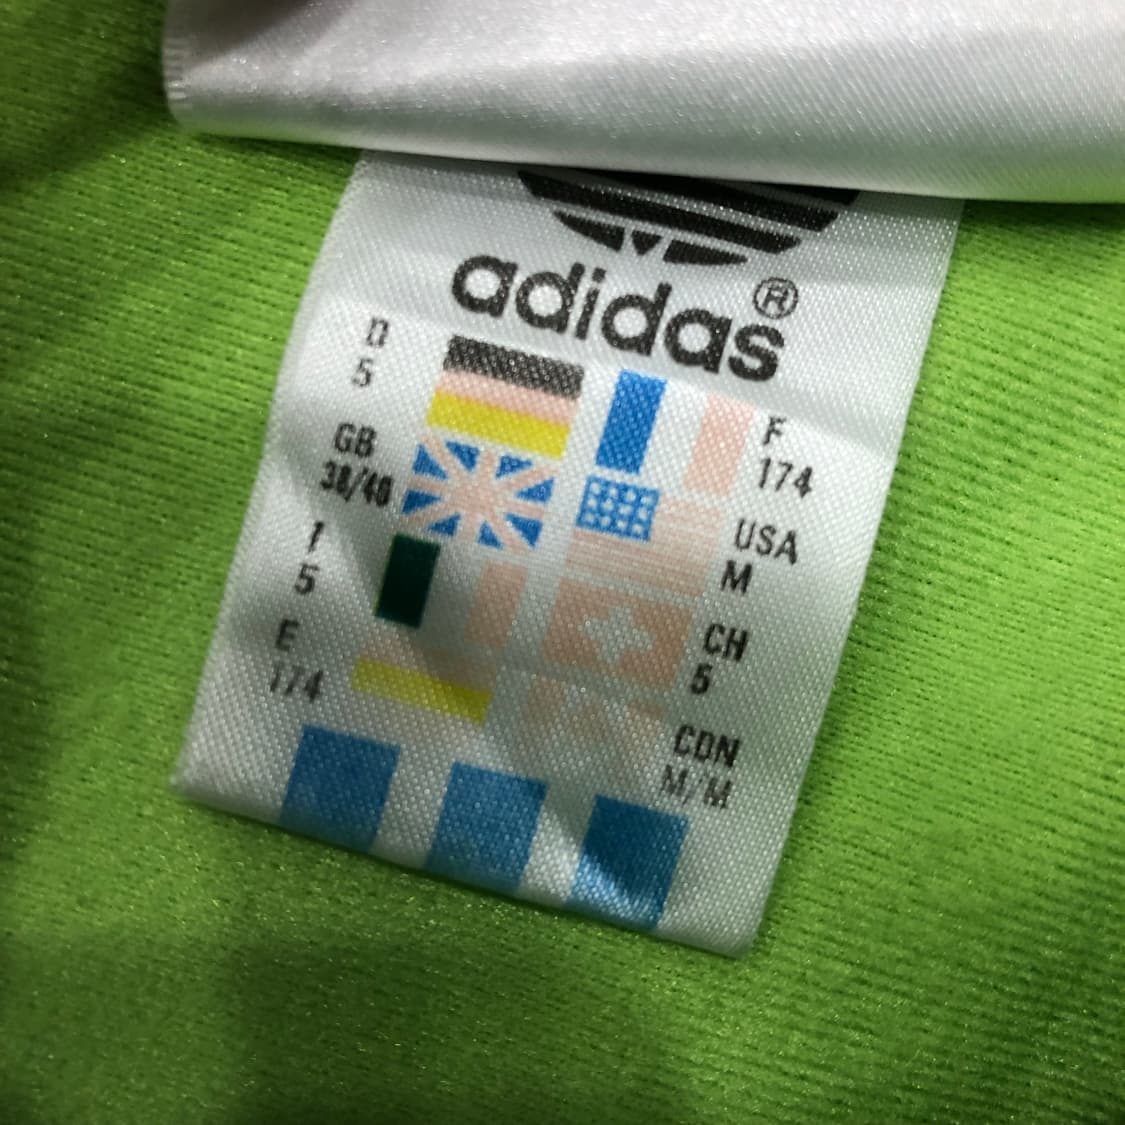 adidas®
D
5
GB
38/40
I
5
E
174
F
174
USA
M
CH
5
CDN
M/M